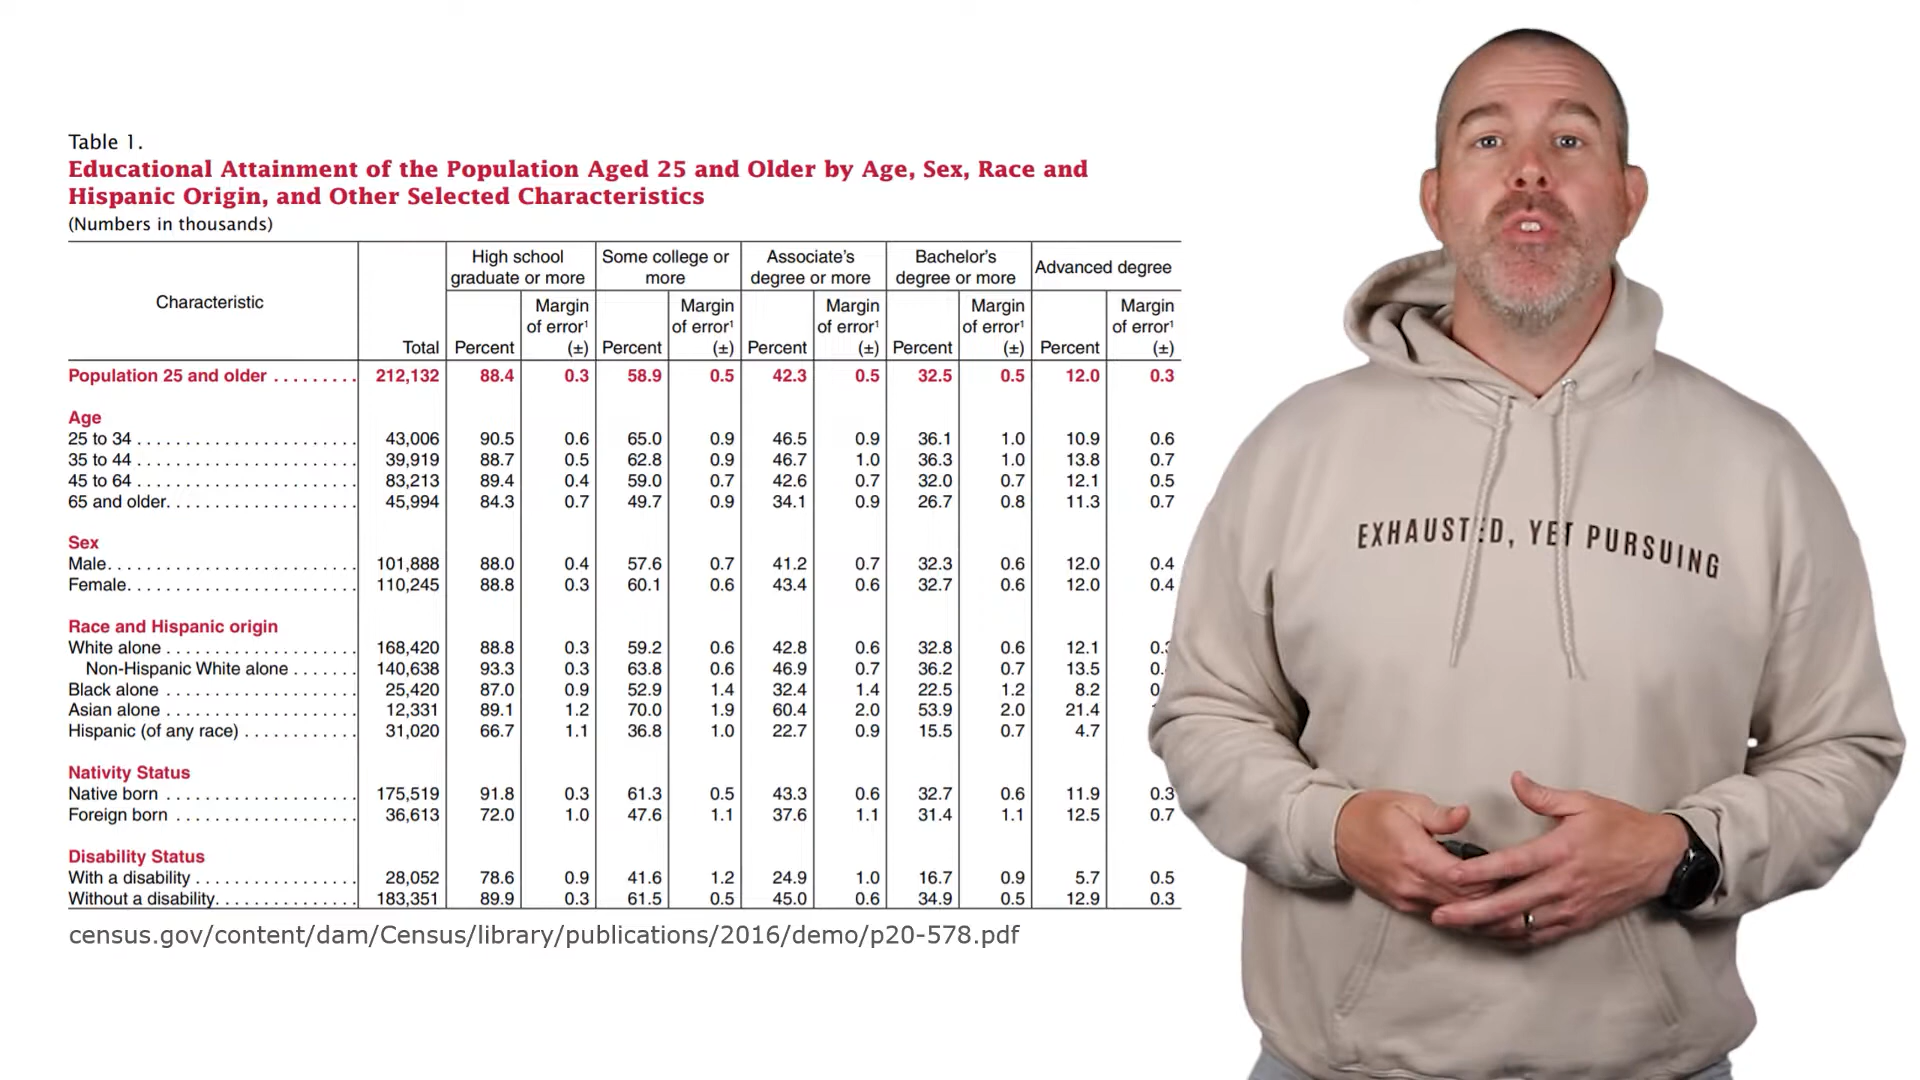 Table 1.
Educational Attainment of the Population Aged 25 and Older by Age, Sex, Race and
Hispanic Origin, and Other Selected Characteristics
(Numbers in thousands)
Characteristic Total High school graduate or more Some college or more Associate's degree or more Bachelor's degree or more Advanced degree
Percent Margin of error¹ (±) Percent Margin of error¹ (±) Percent Margin of error¹ (±) Percent Margin of error¹ (±) Percent Margin of error¹ (±)
Population 25 and older ......... 212,132 88.4 0.3 58.9 0.5 42.3 0.5 32.5 0.5 12.0 0.3
Age
25 to 34 43,006 90.5 0.6 65.0 0.9 46.5 0.9 36.1 1.0 10.9 0.6
35 to 44 39,919 88.7 0.5 62.8 0.9 46.7 1.0 36.3 1.0 13.8 0.7
45 to 64 83,213 89.4 0.4 59.0 0.7 42.6 0.7 32.0 0.7 12.1 0.5
65 and older. 45,994 84.3 0.7 49.7 0.9 34.1 0.9 26.7 0.8 11.3 0.7
Sex
Male. 101,888 88.0 0.4 57.6 0.7 41.2 0.7 32.3 0.6 12.0 0.4
Female. 110,245 88.8 0.3 60.1 0.6 43.4 0.6 32.7 0.6 12.0 0.4
Race and Hispanic origin
White alone 168,420 88.8 0.3 59.2 0.6 42.8 0.6 32.8 0.6 12.1
Non-Hispanic White alone 140,638 93.3 0.3 63.8 0.6 46.9 0.7 36.2 0.7 13.5
Black alone 25,420 87.0 0.9 52.9 1.4 32.4 1.4 22.5 1.2 8.2
Asian alone 12,331 89.1 1.2 70.0 1.9 60.4 2.0 53.9 2.0 21.4
Hispanic (of any race) 31,020 66.7 1.1 36.8 1.0 22.7 0.9 15.5 0.7 4.7
Nativity Status
Native born 175,519 91.8 0.3 61.3 0.5 43.3 0.6 32.7 0.6 11.9 0.3
Foreign born 36,613 72.0 1.0 47.6 1.1 37.6 1.1 31.4 1.1 12.5 0.7
Disability Status
With a disability 28,052 78.6 0.9 41.6 1.2 24.9 1.0 16.7 0.9 5.7 0.5
Without a disability. 183,351 89.9 0.3 61.5 0.5 45.0 0.6 34.9 0.5 12.9 0.3
census.gov/content/dam/Census/library/publications/2016/demo/p20-578.pdf
EXHAUSTED, YET PURSUING